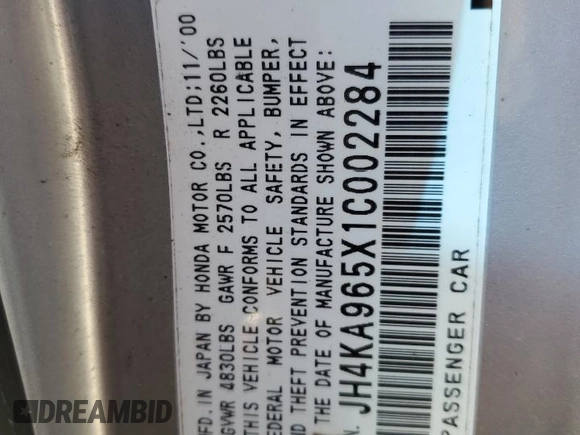 MFD.IN JAPAN BY HONDA MOTOR CO.,LTD;11/'00
GVWR 4830LBS GAWR F 2570LBS R 2260LBS
THIS VEHICLE CONFORMS TO ALL APPLICABLE
FEDERAL MOTOR VEHICLE SAFETY, BUMPER,
AND THEFT PREVENTION STANDARDS IN EFFECT
DATE OF MANUFACTURE SHOWN ABOVE:
N. JH4KA965X1C002284
PASSENGER CAR
DREAMBID